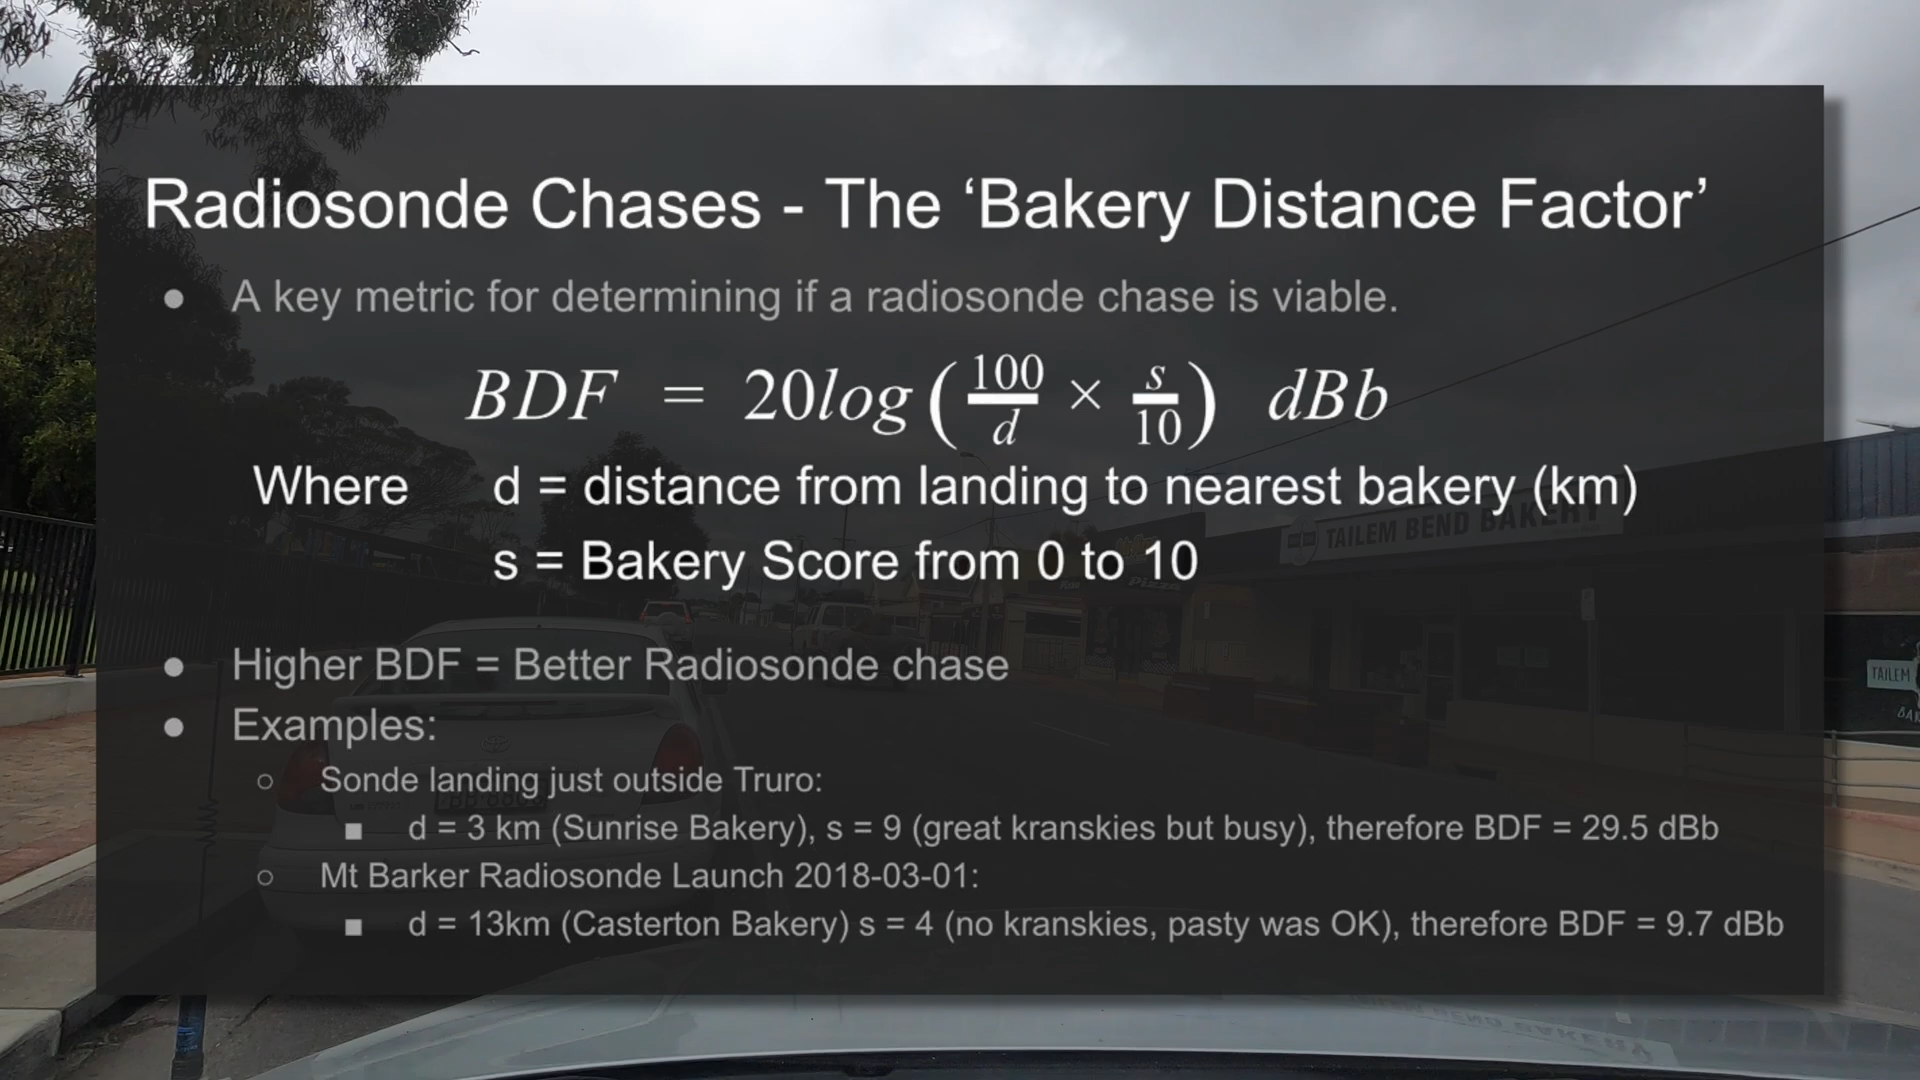 Radiosonde Chases - The ‘Bakery Distance Factor’
● A key metric for determining if a radiosonde chase is viable.
BDF = 20log(100/d × s/10) dBb
Where d = distance from landing to nearest bakery (km)
s = Bakery Score from 0 to 10
TAILEM BEND BAKERY
Pizza
● Higher BDF = Better Radiosonde chase
TAILEM
● Examples:
○ Sonde landing just outside Truro:
■ d = 3 km (Sunrise Bakery), s = 9 (great kranskies but busy), therefore BDF = 29.5 dBb
○ Mt Barker Radiosonde Launch 2018-03-01:
■ d = 13km (Casterton Bakery) s = 4 (no kranskies, pasty was OK), therefore BDF = 9.7 dBb